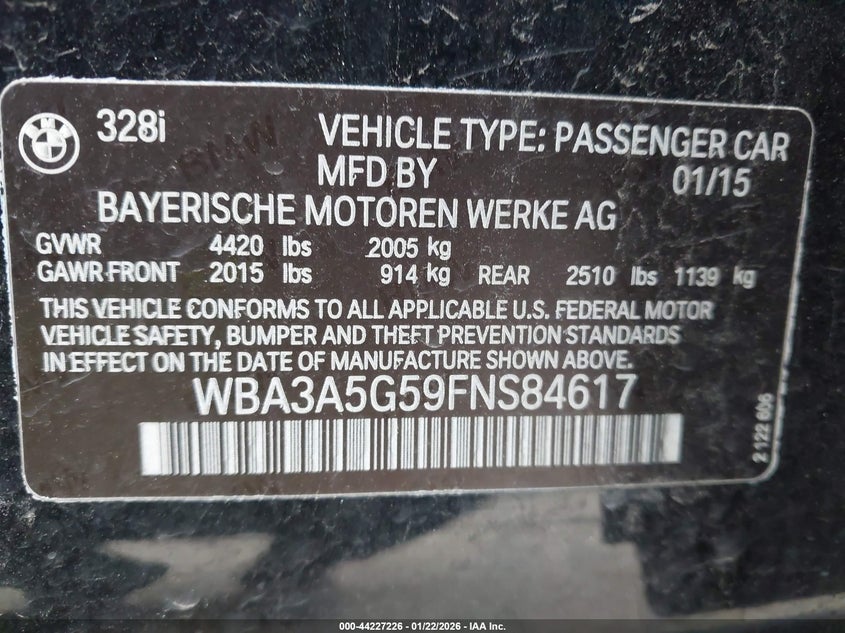 328i
VEHICLE TYPE: PASSENGER CAR
MFD BY 01/15
BAYERISCHE MOTOREN WERKE AG
GVWR 4420 lbs 2005 kg
GAWR FRONT 2015 lbs 914 kg REAR 2510 lbs 1139 kg
THIS VEHICLE CONFORMS TO ALL APPLICABLE U.S. FEDERAL MOTOR
VEHICLE SAFETY, BUMPER AND THEFT PREVENTION STANDARDS
IN EFFECT ON THE DATE OF MANUFACTURE SHOWN ABOVE.
WBA3A5G59FNS84617
2 122 606
000-44227226 - 01/22/2026 - IAA Inc.